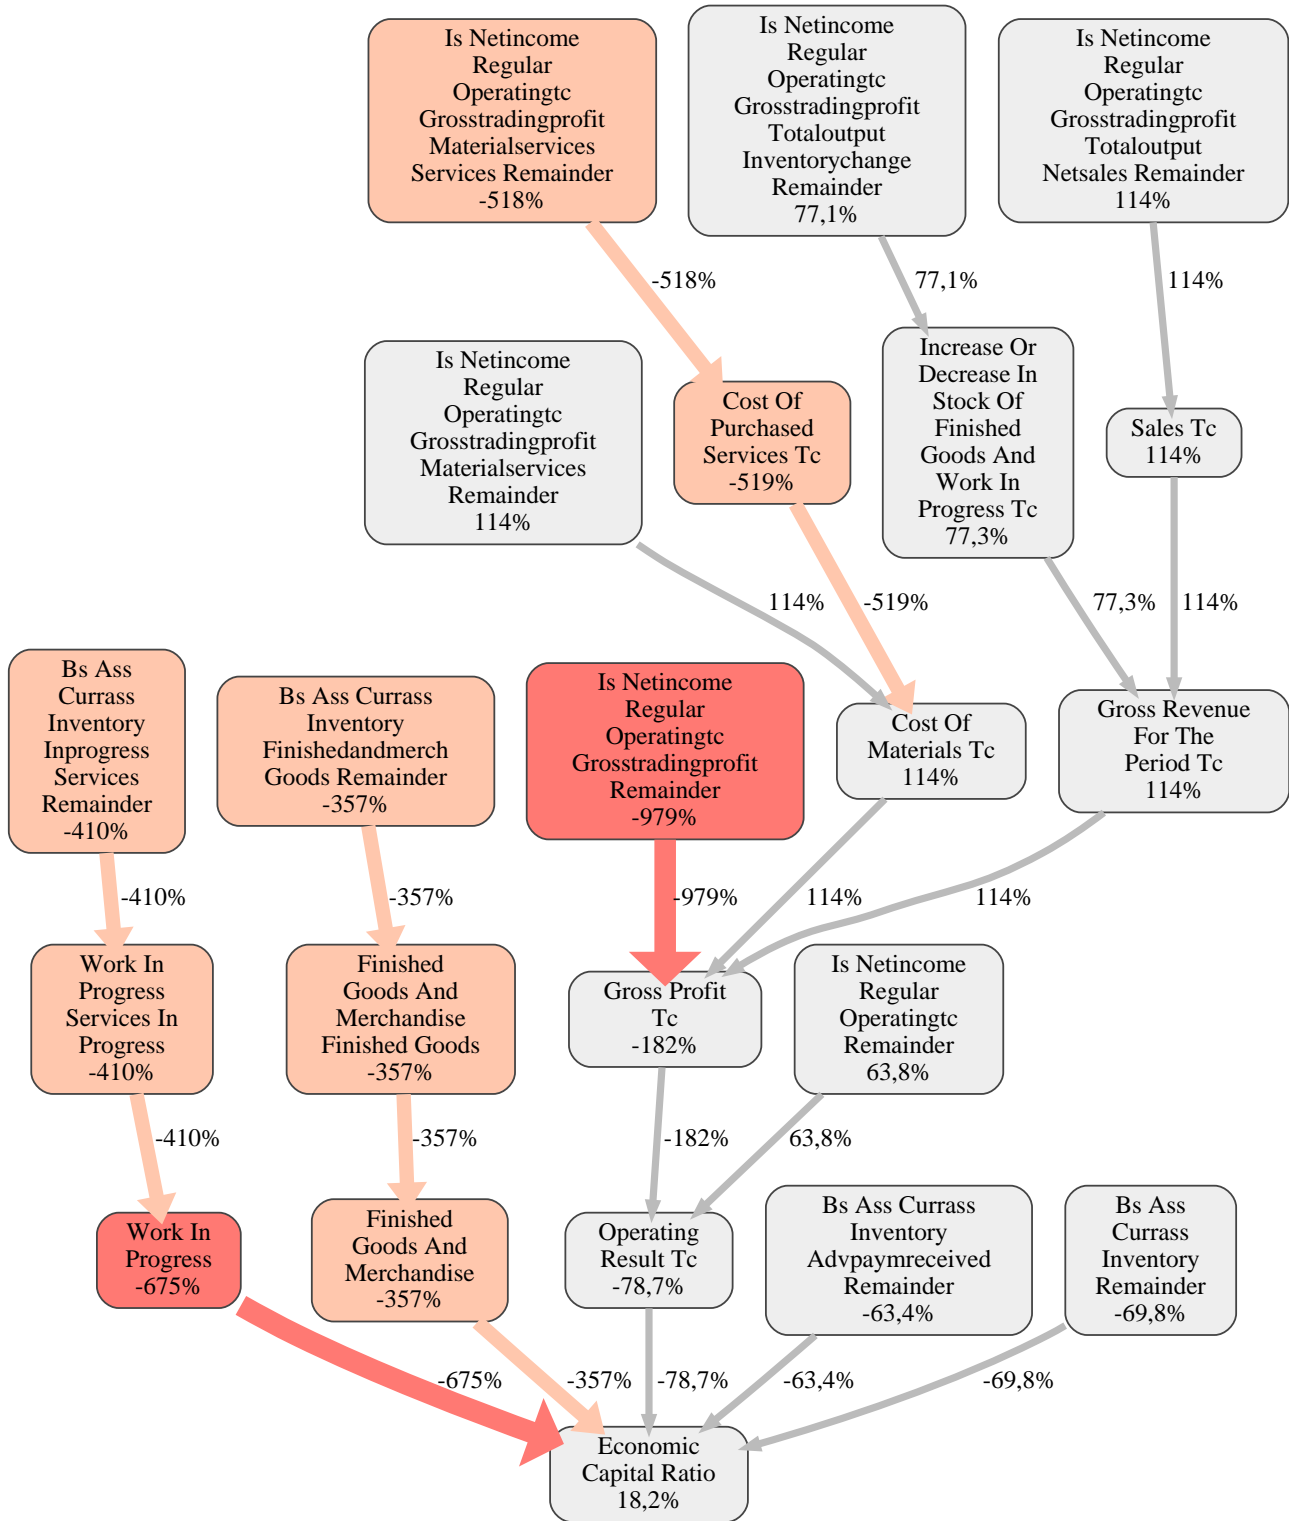 Is Netincome
Regular
Operatingtc
Grosstradingprofit
Materialservices
Services Remainder
-518%
Is Netincome
Regular
Operatingtc
Grosstradingprofit
Totaloutput
Inventorychange
Remainder
77,1%
Is Netincome
Regular
Operatingtc
Grosstradingprofit
Totaloutput
Netsales Remainder
114%
-518%
77,1%
114%
Is Netincome
Regular
Operatingtc
Grosstradingprofit
Materialservices
Remainder
114%
Cost Of
Purchased
Services Tc
-519%
Increase Or
Decrease In
Stock Of
Finished
Goods And
Work In
Progress Tc
77,3%
Sales Tc
114%
114%
-519%
77,3%
114%
Bs Ass
Currass
Inventory
Inprogress
Services
Remainder
-410%
Bs Ass Currass
Inventory
Finishedandmerch
Goods Remainder
-357%
Is Netincome
Regular
Operatingtc
Grosstradingprofit
Remainder
-979%
Cost Of
Materials Tc
114%
Gross Revenue
For The
Period Tc
114%
-410%
-357%
-979%
114%
114%
Work In
Progress
Services In
Progress
-410%
Finished
Goods And
Merchandise
Finished Goods
-357%
Gross Profit
Tc
-182%
Is Netincome
Regular
Operatingtc
Remainder
63,8%
-410%
-357%
-182%
63,8%
Work In
Progress
-675%
Finished
Goods And
Merchandise
-357%
Operating
Result Tc
-78,7%
Bs Ass Currass
Inventory
Advpaymreceived
Remainder
-63,4%
Bs Ass
Currass
Inventory
Remainder
-69,8%
-675%
-357%
-78,7%
-63,4%
-69,8%
Economic
Capital Ratio
18,2%